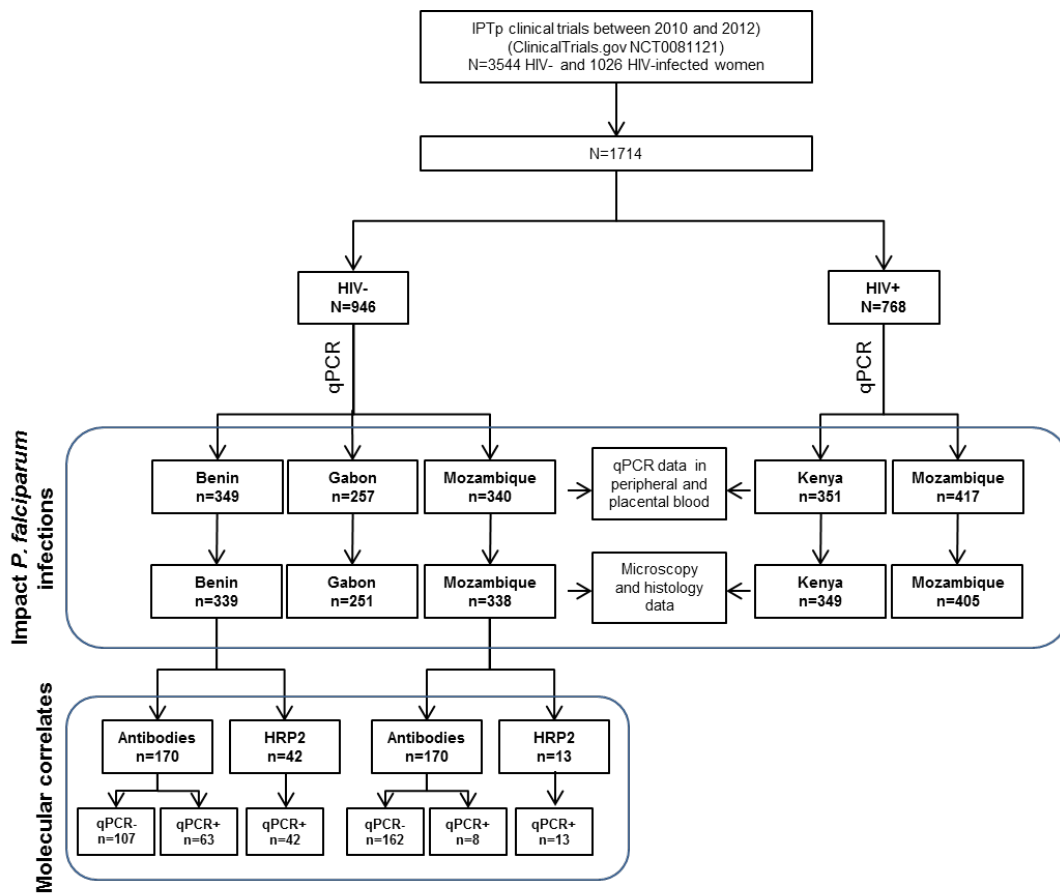 IPTp clinical trials between 2010 and 2012)
(ClinicalTrials.gov NCT0081121)
N=3544 HIV- and 1026 HIV-infected women
N=1714
HIV-
N=946
HIV+
N=768
qPCR
qPCR
Impact P. falciparum
infections
Benin
n=349
Gabon
n=257
Mozambique
n=340
qPCR data in
peripheral and
placental blood
Kenya
n=351
Mozambique
n=417
Benin
n=339
Gabon
n=251
Mozambique
n=338
Microscopy
and histology
data
Kenya
n=349
Mozambique
n=405
Molecular correlates
Antibodies
n=170
HRP2
n=42
Antibodies
n=170
HRP2
n=13
qPCR-
n=107
qPCR+
n=63
qPCR+
n=42
qPCR-
n=162
qPCR+
n=8
qPCR+
n=13